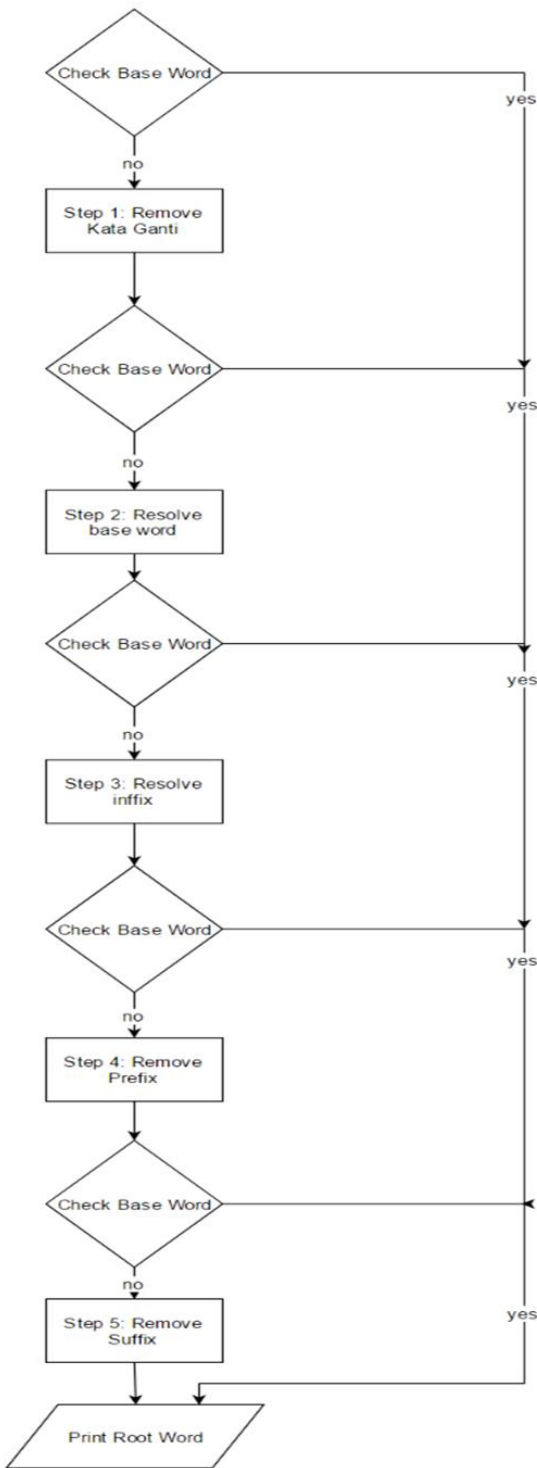 Check Base Word
yes
no
Step 1: Remove
Kata Ganti
Check Base Word
yes
no
Step 2: Resolve
base word
Check Base Word
yes
no
Step 3: Resolve
inffix
Check Base Word
yes
no
Step 4: Remove
Prefix
Check Base Word
no
yes
Step 5: Remove
Suffix
Print Root Word